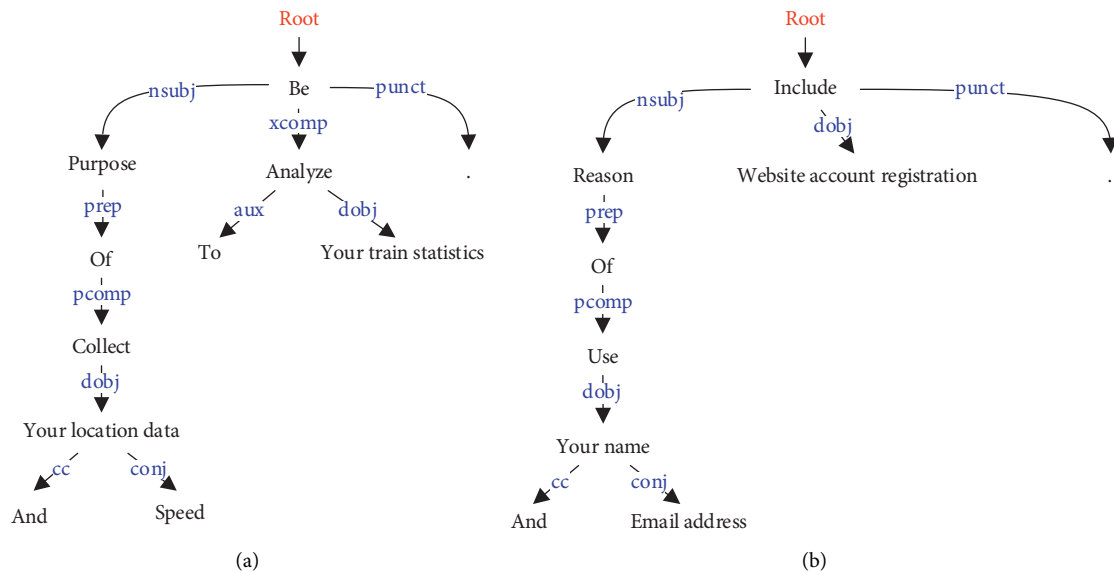 Root
Be
nsubj
punct
xcomp
Purpose
Analyze
.
prep
aux
dobj
Of
To
Your train statistics
pcomp
Collect
dobj
Your location data
cc
conj
And
Speed
(a)
Root
Include
nsubj
punct
dobj
Reason
Website account registration
.
prep
Of
pcomp
Use
dobj
Your name
cc
conj
And
Email address
(b)